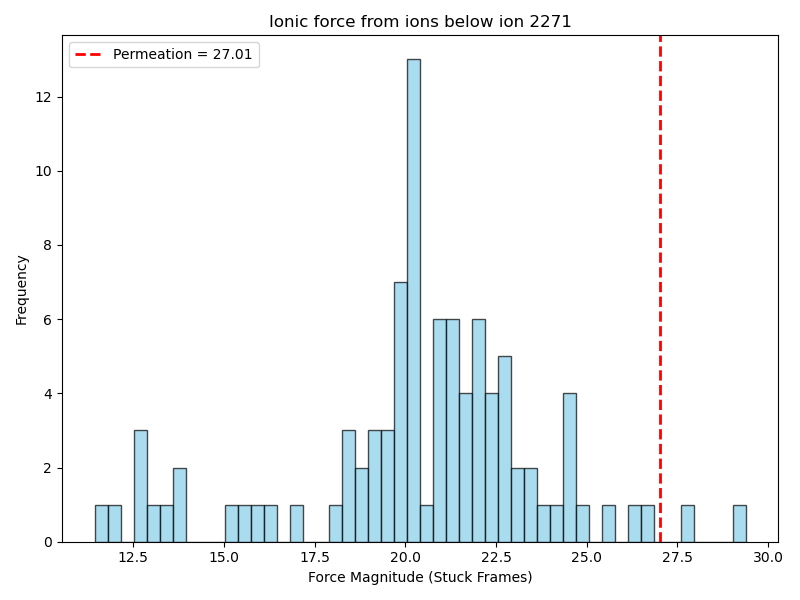 Ionic force from ions below ion 2271
Permeation = 27.01
Frequency
12
10
8
6
4
2
0
12.5 15.0 17.5 20.0 22.5 25.0 27.5 30.0
Force Magnitude (Stuck Frames)